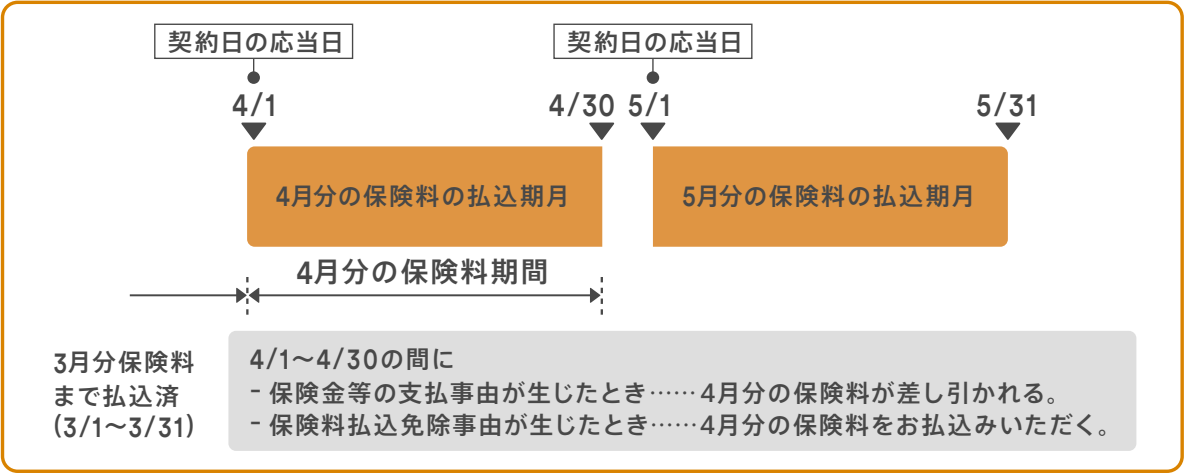 契約日の応当日 契約日の応当日
4/1 4/30 5/1 5/31
4月分の保険料の払込期月 5月分の保険料の払込期月
4月分の保険料期間
3月分保険料
まで払込済
(3/1〜3/31)
4/1〜4/30の間に
- 保険金等の支払事由が生じたとき……4月分の保険料が差し引かれる。
- 保険料払込免除事由が生じたとき……4月分の保険料をお払込みいただく。